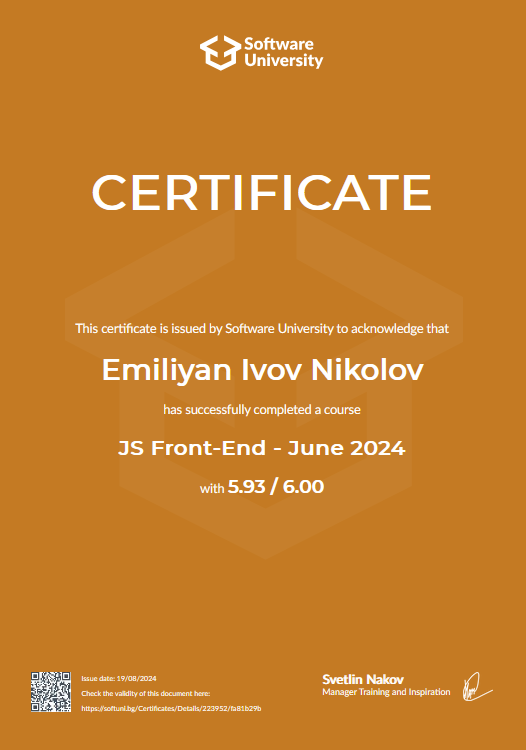 Software
University
CERTIFICATE
This certificate is issued by Software University to acknowledge that
Emiliyan Ivov Nikolov
has successfully completed a course
JS Front-End - June 2024
with 5.93 / 6.00
Issue date: 19/08/2024
Check the validity of this document here:
https://softuni.bg/Certificates/Details/223952/fa81b29b
Svetlin Nakov
Manager Training and Inspiration